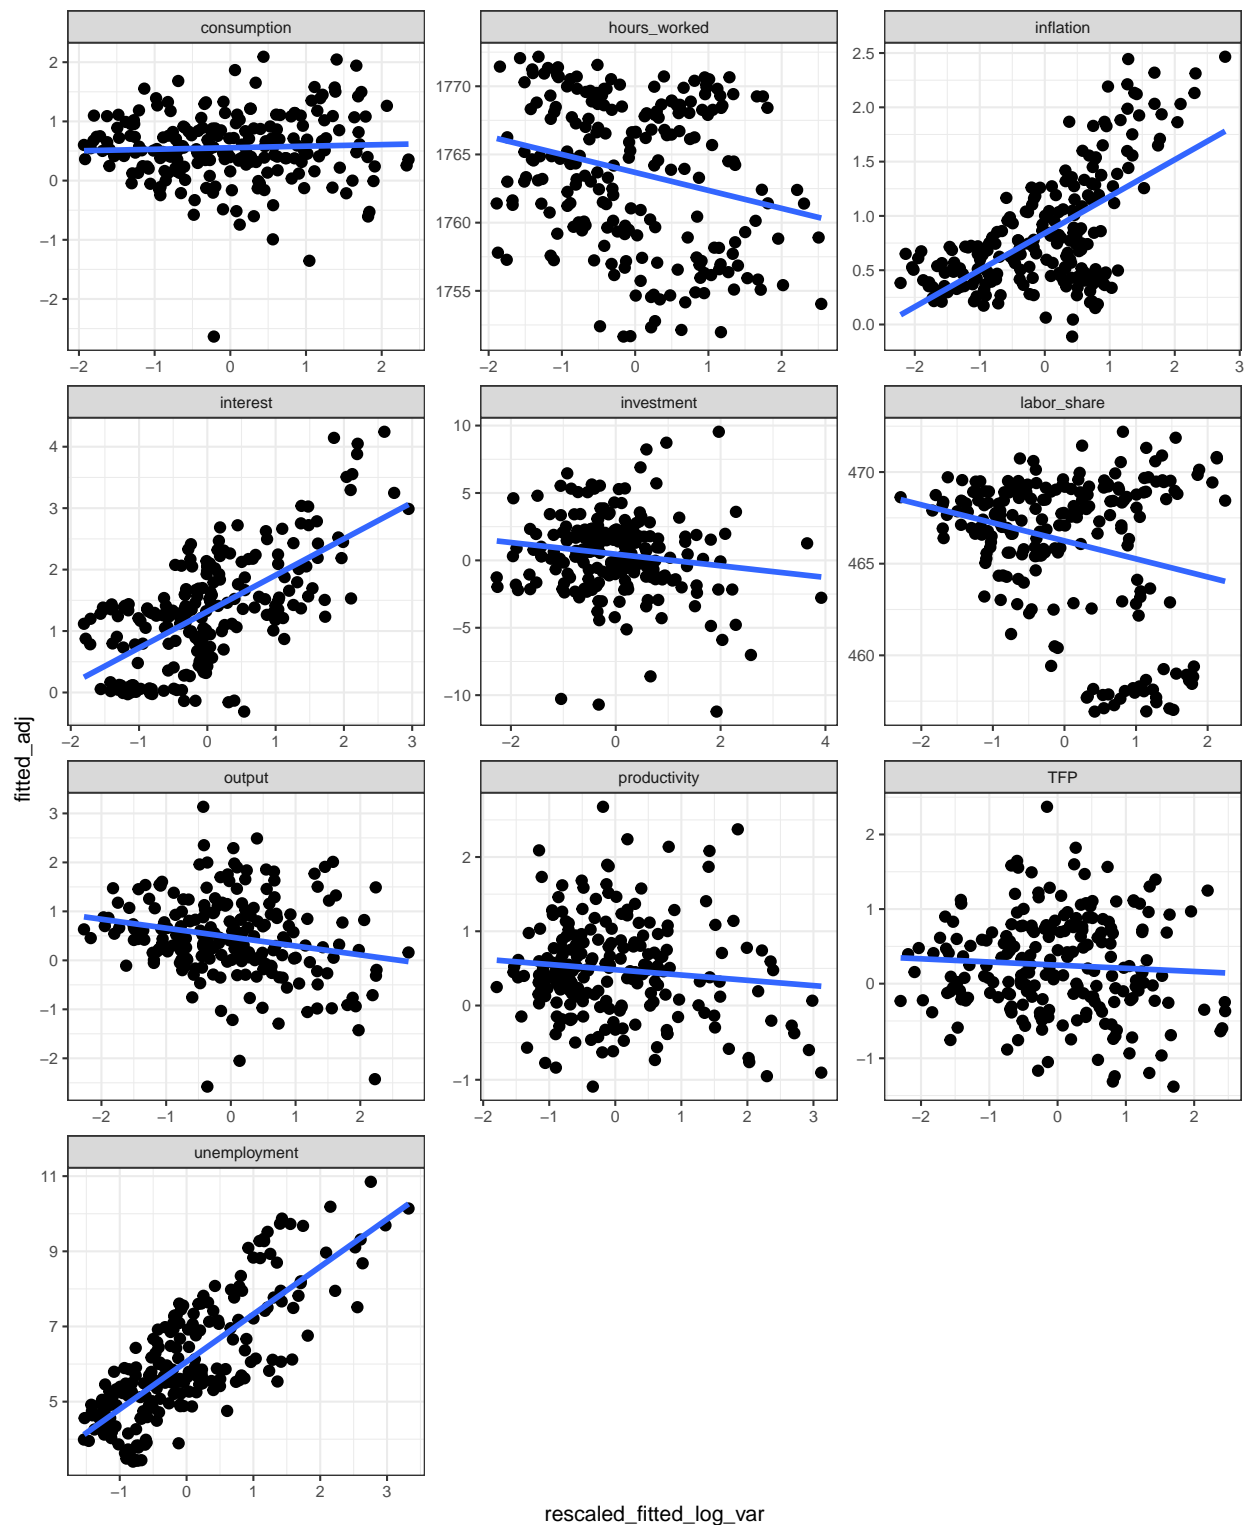 consumption
hours_worked
inflation
2
1
0
−1
−2
1770
1765
1760
1755
2.5
2.0
1.5
1.0
0.5
0.0
−2 −1 0 1 2
−2 −1 0 1 2
−2 −1 0 1 2 3
interest
investment
labor_share
4
3
2
1
0
10
5
0
−5
−10
470
465
460
−2 −1 0 1 2 3
−2 0 2 4
−2 −1 0 1 2
fitted_adj
output
productivity
TFP
3
2
1
0
−1
−2
2
1
0
−1
2
1
0
−1
−2 −1 0 1 2
−2 −1 0 1 2 3
−2 −1 0 1 2
unemployment
11
9
7
5
−1 0 1 2 3
rescaled_fitted_log_var